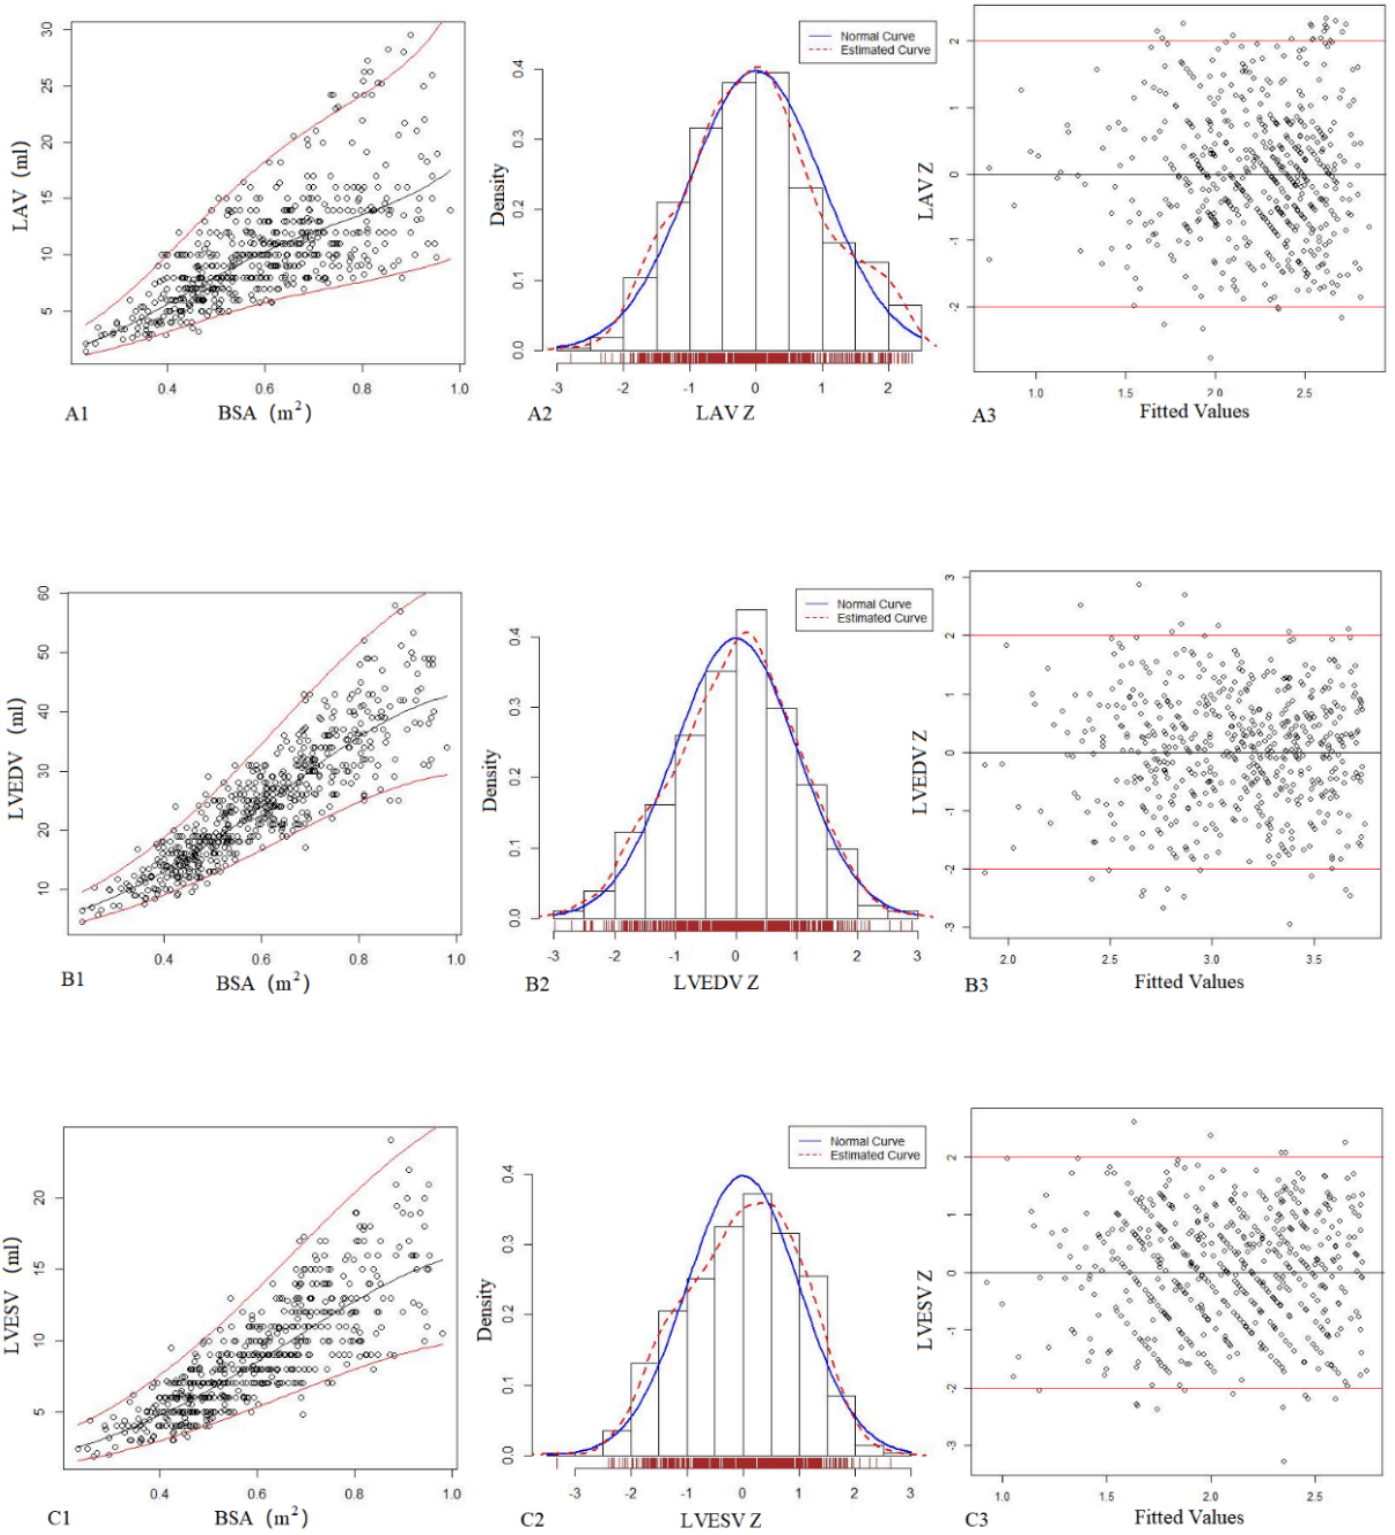 30
25
20
15
10
5
LAV (ml)
0.4 0.6 0.8 1.0
A1 BSA (m²)
Normal Curve
Estimated Curve
0.4
0.3
0.2
0.1
0.0
Density
-3 -2 -1 0 1 2
A2 LAV Z
2
1
0
-1
-2
LAV Z
1.0 1.5 2.0 2.5
A3 Fitted Values
60
50
40
30
20
10
LVEDV (ml)
0.4 0.6 0.8 1.0
B1 BSA (m²)
Normal Curve
Estimated Curve
0.4
0.3
0.2
0.1
0.0
Density
-3 -2 -1 0 1 2 3
B2 LVEDV Z
3
2
1
0
-1
-2
-3
LVEDV Z
2.0 2.5 3.0 3.5
B3 Fitted Values
20
15
10
5
LVESV (ml)
0.4 0.6 0.8 1.0
C1 BSA (m²)
Normal Curve
Estimated Curve
0.4
0.3
0.2
0.1
0.0
Density
-3 -2 -1 0 1 2 3
C2 LVESV Z
2
1
0
-1
-2
-3
LVESV Z
1.0 1.5 2.0 2.5
C3 Fitted Values